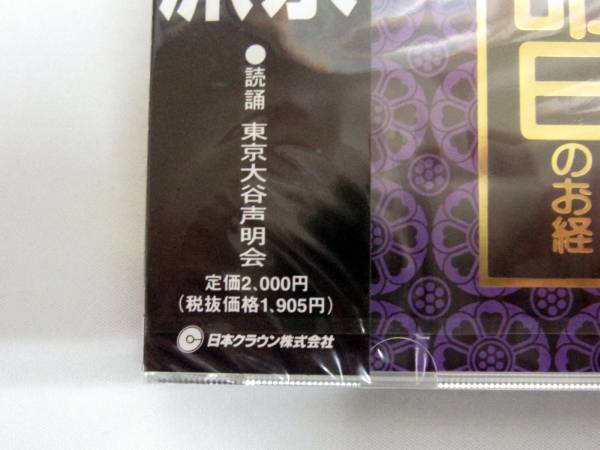 ●読誦 東京大谷声明会
定価2,000円
（税抜価格1,905円）
日本クラウン株式会社
日のお経